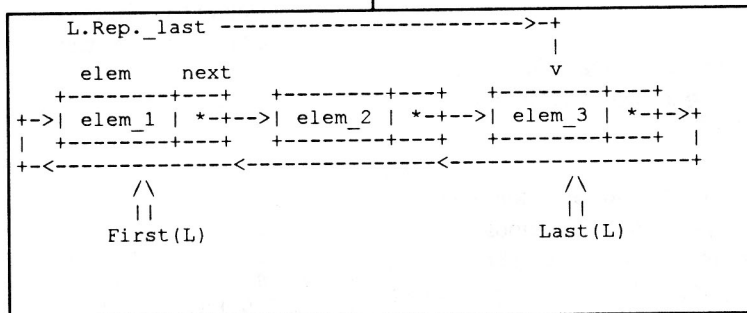 L.Rep._last ----------------------->-+
|
elem next v
+--------+---+ +--------+---+ +--------+---+
+->| elem_1 | *-+-->| elem_2 | *-+-->| elem_3 | *-+->+
| +--------+---+ +--------+---+ +--------+---+ |
+-<---------------<---------------<-------------------+
/\ /\
|| ||
First(L) Last(L)